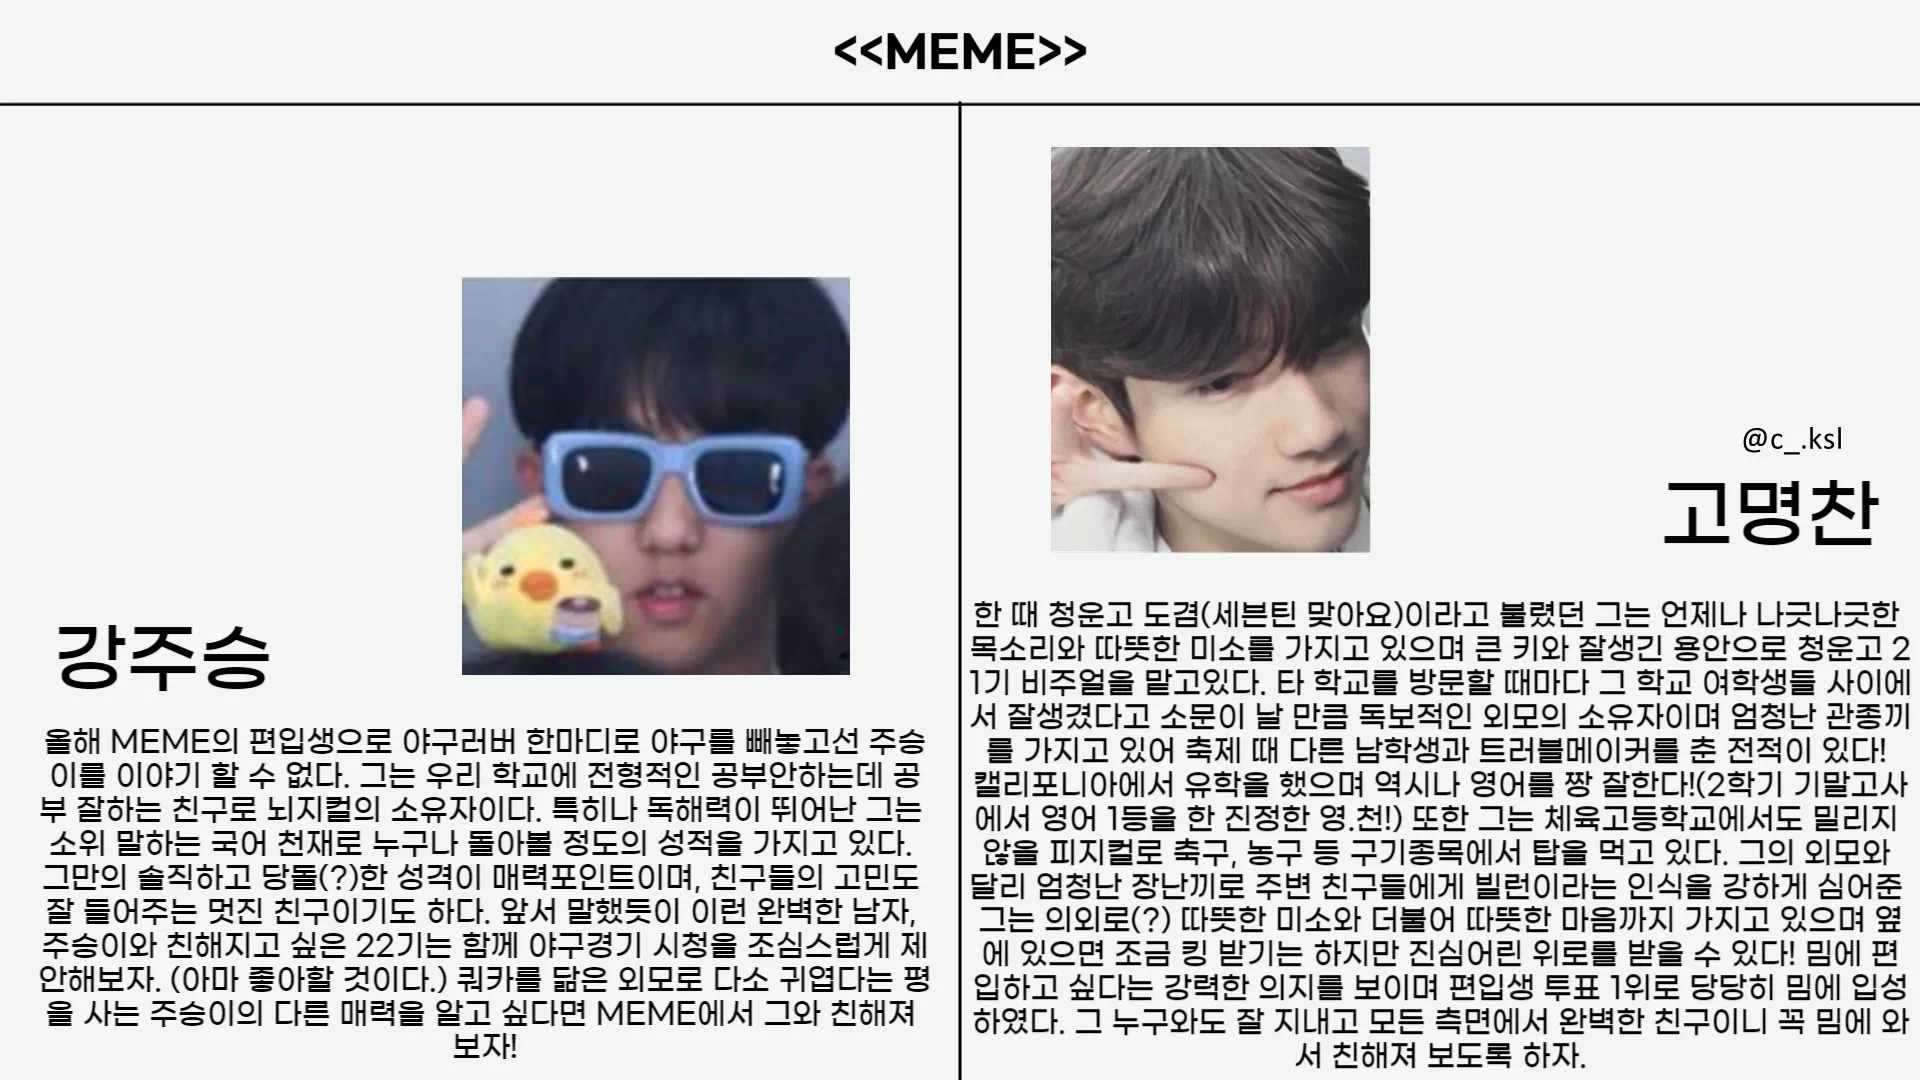 <<MEME>>
강주승
올해 MEME의 편입생으로 야구러버 한마디로 야구를 빼놓고선 주승
이를 이야기 할 수 없다. 그는 우리 학교에 전형적인 공부안하는데 공
부 잘하는 친구로 뇌지컬의 소유자이다. 특히나 독해력이 뛰어난 그는
소위 말하는 국어 천재로 누구나 돌아볼 정도의 성적을 가지고 있다.
그만의 솔직하고 당돌(?)한 성격이 매력포인트이며, 친구들의 고민도
잘 들어주는 멋진 친구이기도 하다. 앞서 말했듯이 이런 완벽한 남자,
주승이와 친해지고 싶은 22기는 함께 야구경기 시청을 조심스럽게 제
안해보자. (아마 좋아할 것이다.) 쿼카를 닮은 외모로 다소 귀엽다는 평
을 사는 주승이의 다른 매력을 알고 싶다면 MEME에서 그와 친해져
보자!
@c_.ksl
고명찬
한 때 청운고 도겸(세븐틴 맞아요)이라고 불렸던 그는 언제나 나긋나긋한
목소리와 따뜻한 미소를 가지고 있으며 큰 키와 잘생긴 용안으로 청운고 2
1기 비주얼을 맡고있다. 타 학교를 방문할 때마다 그 학교 여학생들 사이에
서 잘생겼다고 소문이 날 만큼 독보적인 외모의 소유자이며 엄청난 관종끼
를 가지고 있어 축제 때 다른 남학생과 트러블메이커를 춘 전적이 있다!
캘리포니아에서 유학을 했으며 역시나 영어를 짱 잘한다!(2학기 기말고사
에서 영어 1등을 한 진정한 영.천!) 또한 그는 체육고등학교에서도 밀리지
않을 피지컬로 축구, 농구 등 구기종목에서 탑을 먹고 있다. 그의 외모와
달리 엄청난 장난끼로 주변 친구들에게 빌런이라는 인식을 강하게 심어준
그는 의외로(?) 따뜻한 미소와 더불어 따뜻한 마음까지 가지고 있으며 옆
에 있으면 조금 킹 받기는 하지만 진심어린 위로를 받을 수 있다! 밈에 편
입하고 싶다는 강력한 의지를 보이며 편입생 투표 1위로 당당히 밈에 입성
하였다. 그 누구와도 잘 지내고 모든 측면에서 완벽한 친구이니 꼭 밈에 와
서 친해져 보도록 하자.